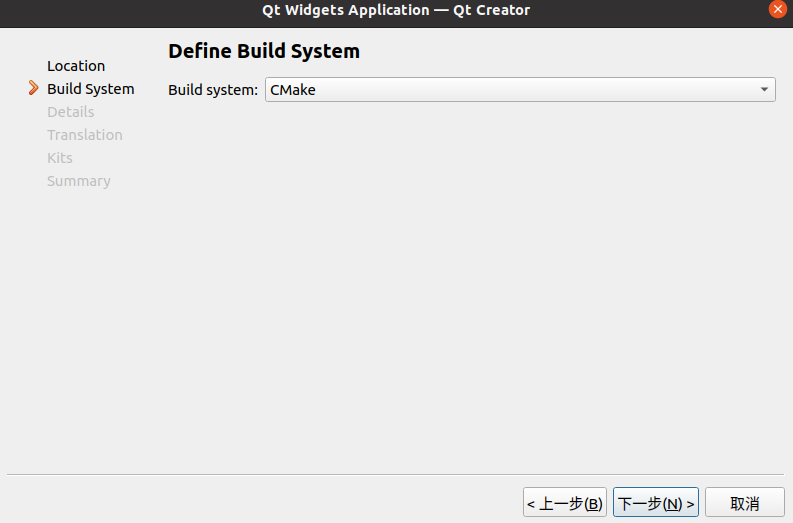 Qt Widgets Application — Qt Creator
Location
Build System
Details
Translation
Kits
Summary
Define Build System
Build system: CMake
< 上一步(B) 下一步(N) > 取消